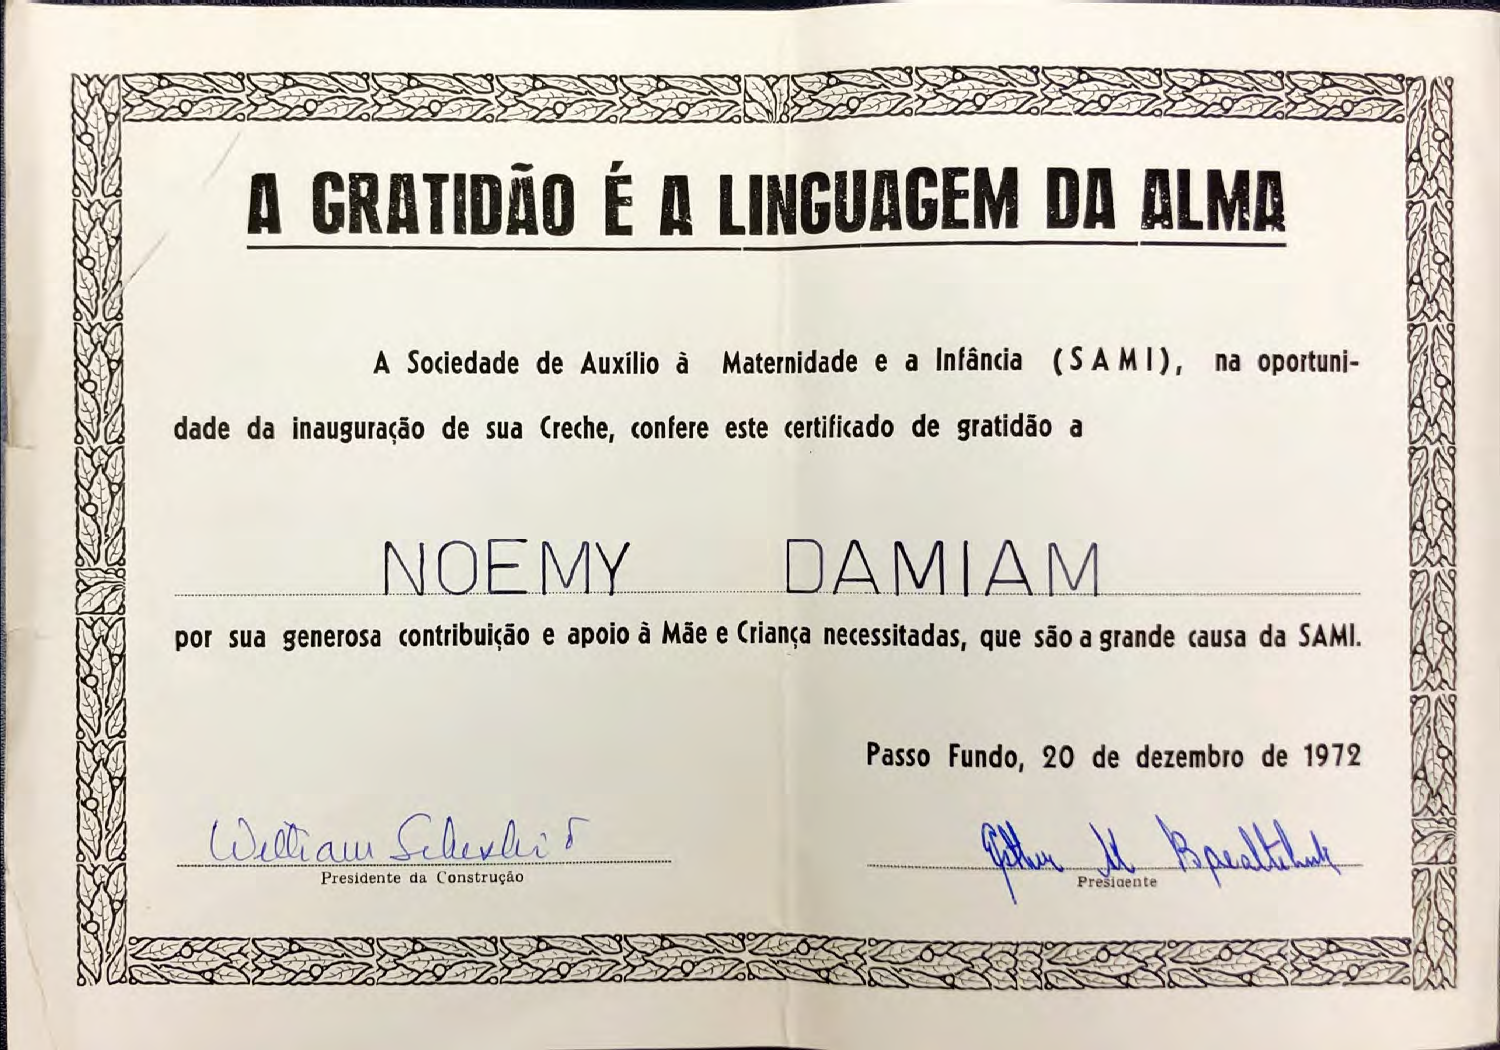 A GRATIDÃO É A LINGUAGEM DA ALMA
A Sociedade de Auxílio à Maternidade e a Infância (SAMI), na oportuni-
dade da inauguração de sua Creche, confere este certificado de gratidão a
NOEMY DAMIAM
por sua generosa contribuição e apoio à Mãe e Criança necessitadas, que são a grande causa da SAMI.
Passo Fundo, 20 de dezembro de 1972
William
Presidente da Construção
Presidente